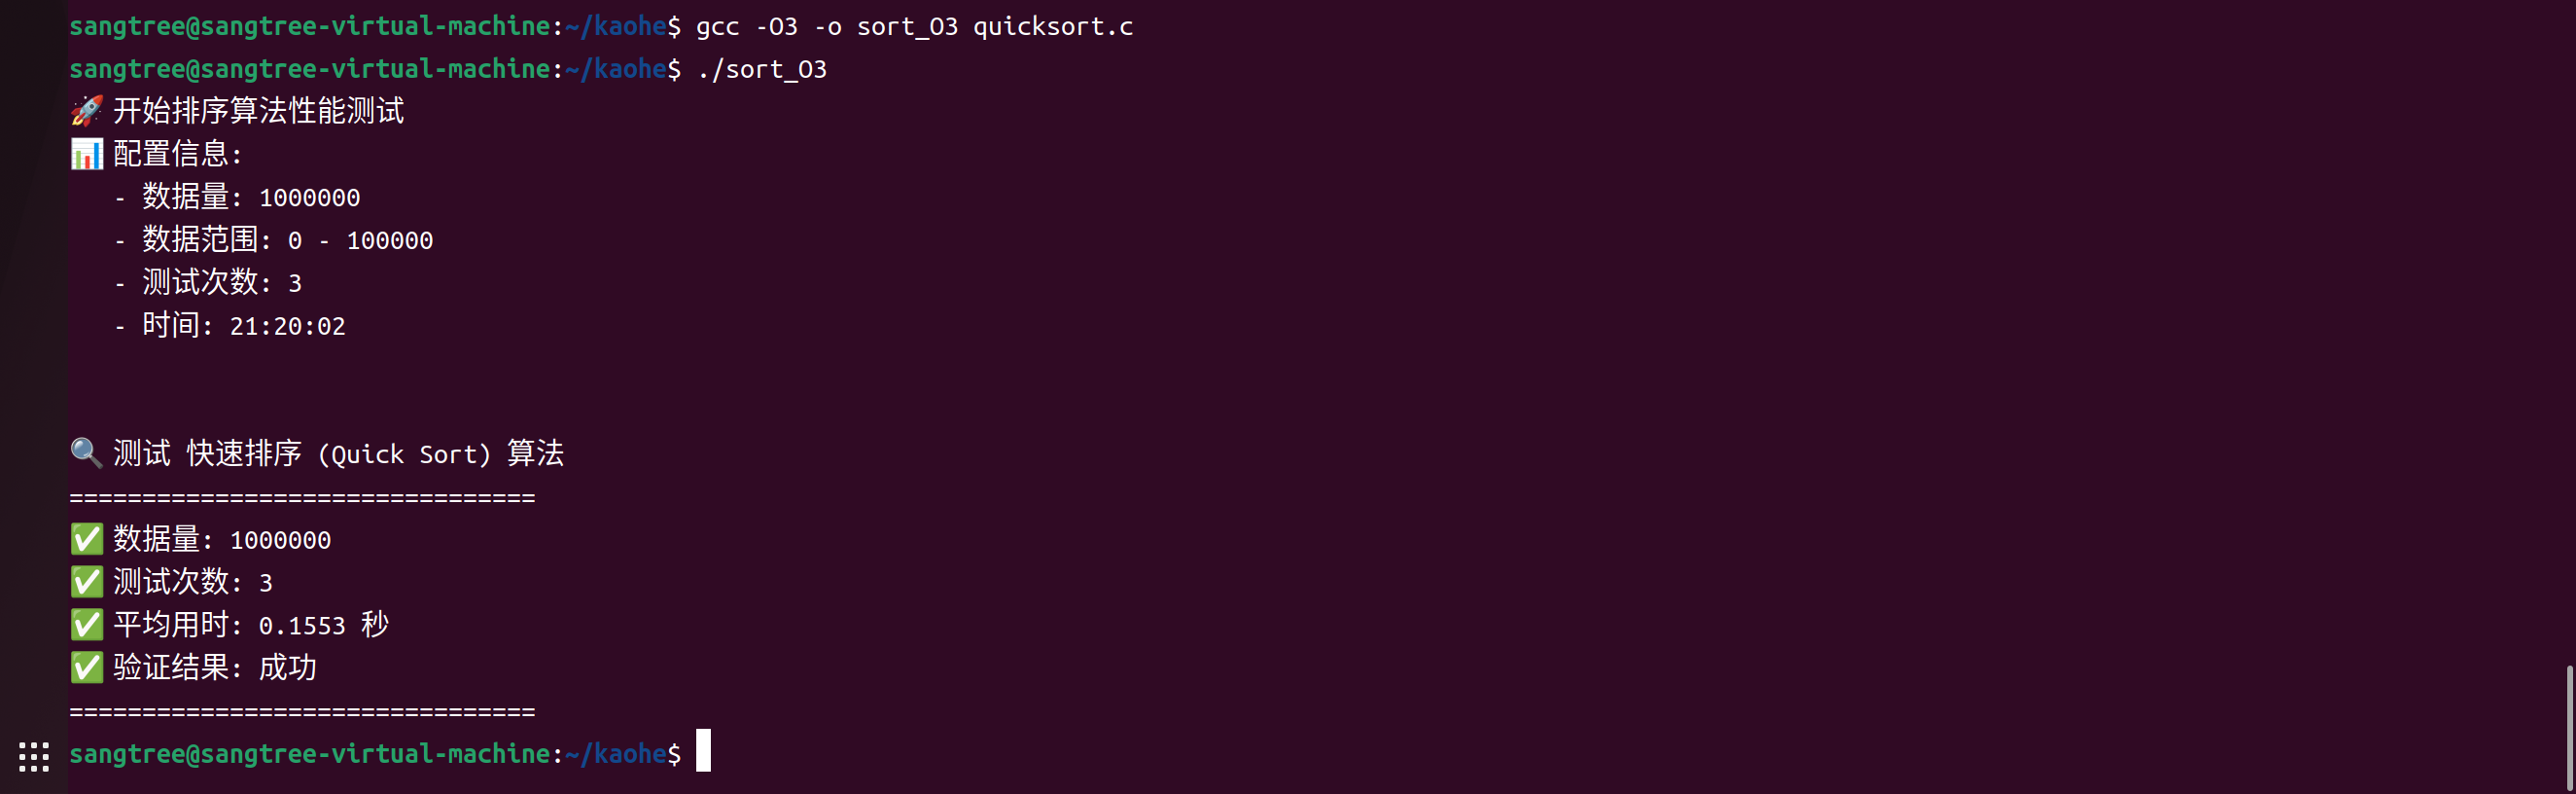 sangtree@sangtree-virtual-machine:~/kaohe$ gcc -O3 -o sort_O3 quicksort.c
sangtree@sangtree-virtual-machine:~/kaohe$ ./sort_O3
🚀 开始排序算法性能测试
📊 配置信息:
   - 数据量: 1000000
   - 数据范围: 0 - 100000
   - 测试次数: 3
   - 时间: 21:20:02
🔍 测试 快速排序 (Quick Sort) 算法
================================
✅ 数据量: 1000000
✅ 测试次数: 3
✅ 平均用时: 0.1553 秒
✅ 验证结果: 成功
================================
sangtree@sangtree-virtual-machine:~/kaohe$